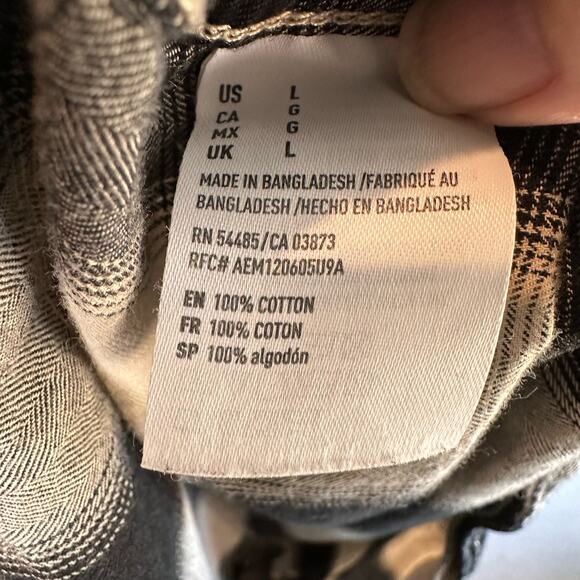 US L
CA G
MX G
UK L
MADE IN BANGLADESH /FABRIQUÉ AU
BANGLADESH /HECHO EN BANGLADESH
RN 54485/CA 03873
RFC# AEM120605U9A
EN 100% COTTON
FR 100% COTON
SP 100% algodón